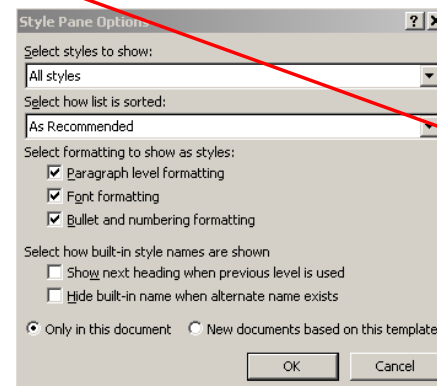 Style Pane Options
Select styles to show:
All styles
Select how list is sorted:
As Recommended
Select formatting to show as styles:
Paragraph level formatting
Font formatting
Bullet and numbering formatting
Select how built-in style names are shown
Show next heading when previous level is used
Hide built-in name when alternate name exists
Only in this document New documents based on this template
OK Cancel